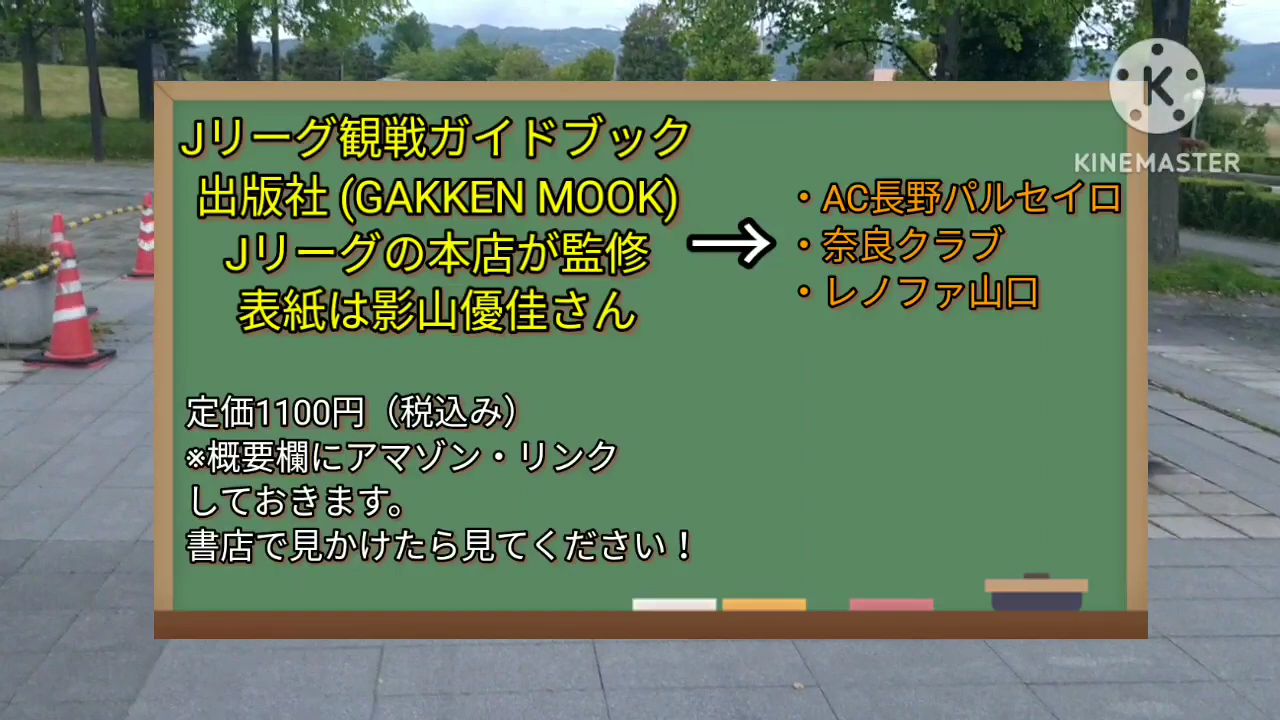 Jリーグ観戦ガイドブック
出版社 (GAKKEN MOOK)
Jリーグの本店が監修
表紙は影山優佳さん
→
・AC長野パルセイロ
・奈良クラブ
・レノファ山口
定価1100円（税込み）
※概要欄にアマゾン・リンク
しておきます。
書店で見かけたら見てください！
K
KINEMASTER